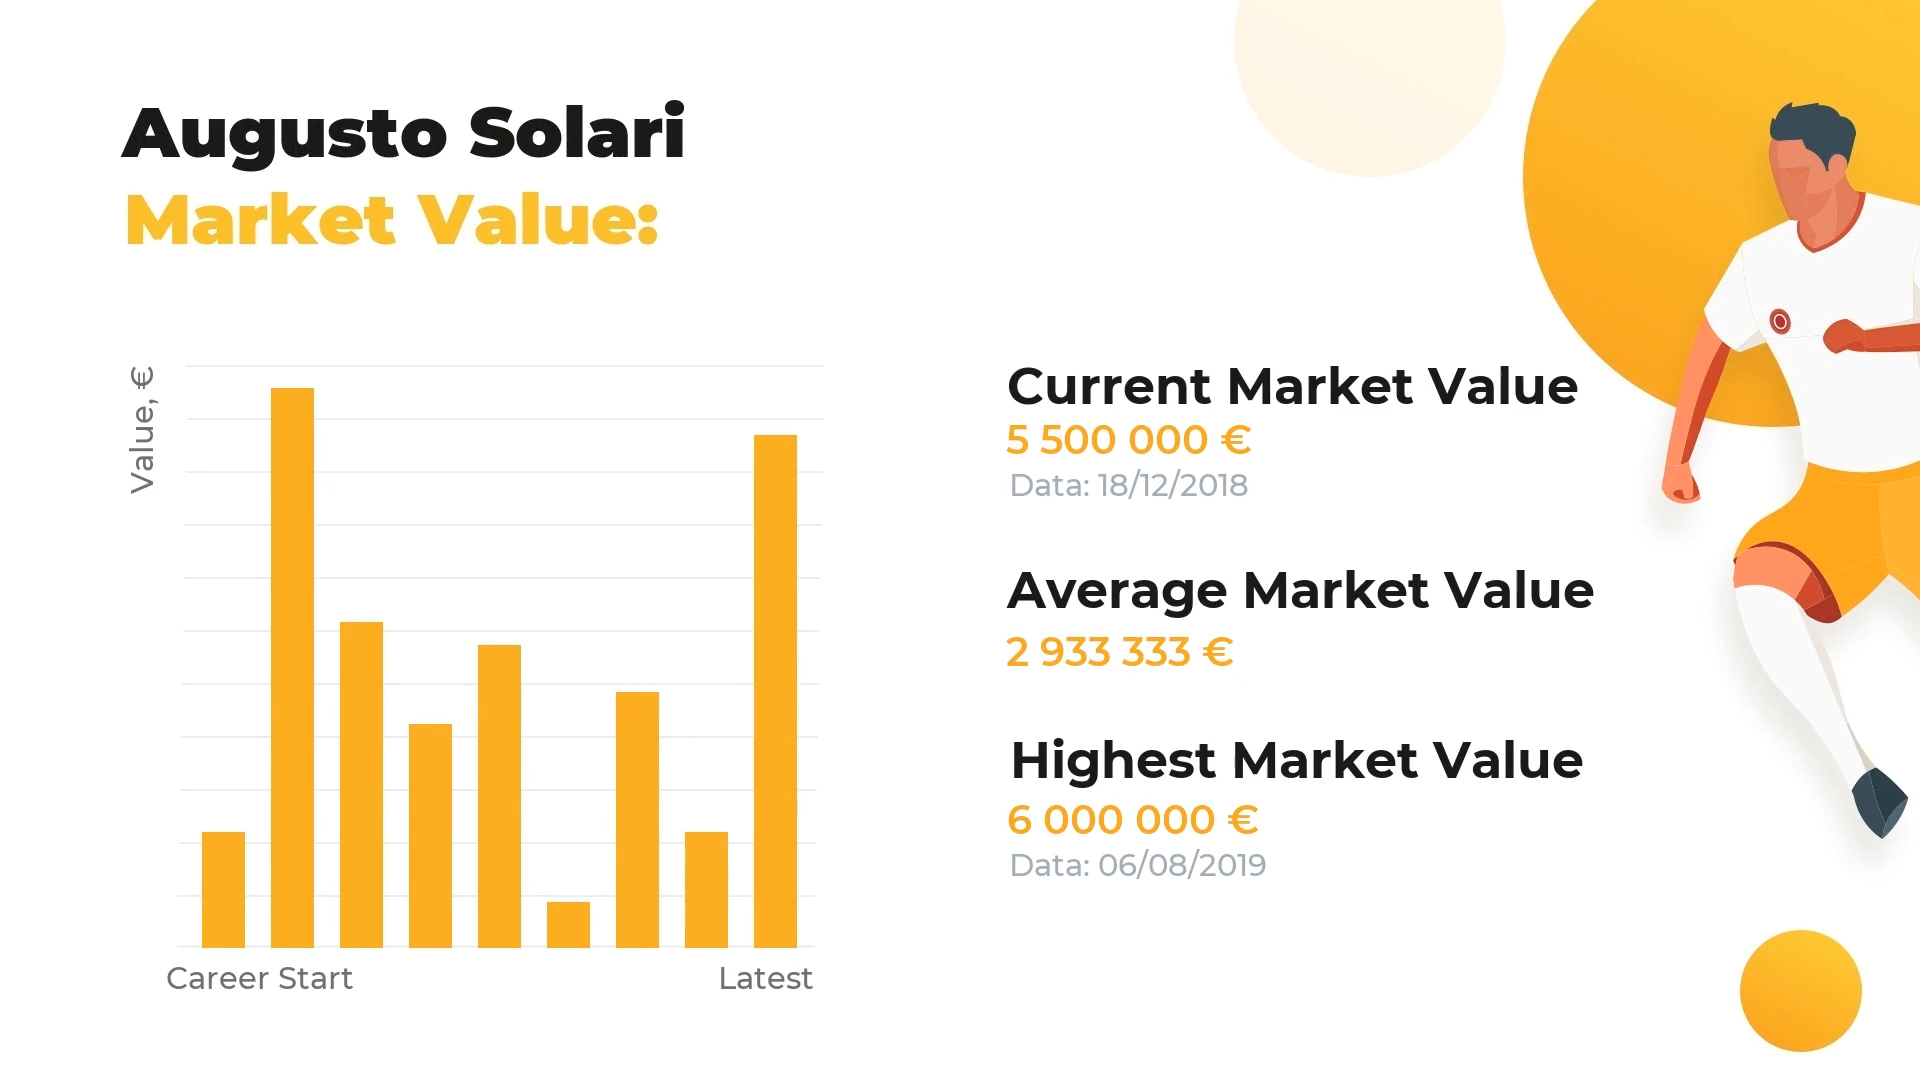 Augusto Solari
Market Value:
Value, €
Career Start
Latest
Current Market Value
5 500 000 €
Data: 18/12/2018
Average Market Value
2 933 333 €
Highest Market Value
6 000 000 €
Data: 06/08/2019